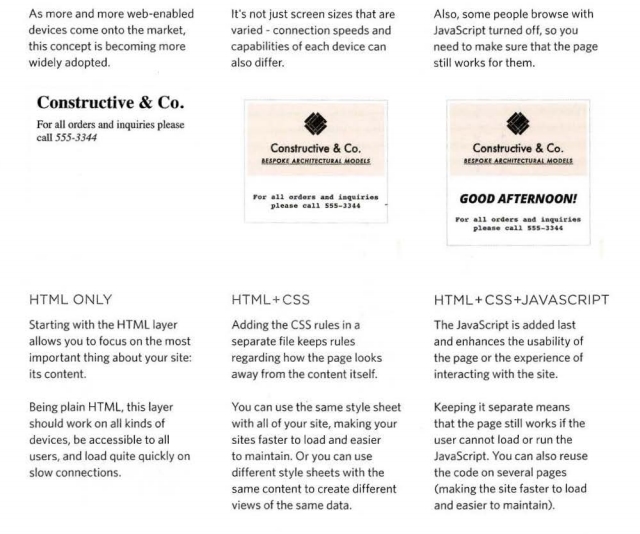 As more and more web-enabled
devices come onto the market,
this concept is becoming more
widely adopted.
It's not just screen sizes that are
varied - connection speeds and
capabilities of each device can
also differ.
Also, some people browse with
JavaScript turned off, so you
need to make sure that the page
still works for them.
Constructive & Co.
For all orders and inquiries please
call 555-3344
Constructive & Co.
BESPOKE ARCHITECTURAL MODELS
For all orders and inquiries
please call 555-3344
Constructive & Co.
BESPOKE ARCHITECTURAL MODELS
GOOD AFTERNOON!
For all orders and inquiries
please call 555-3344
HTML ONLY
Starting with the HTML layer
allows you to focus on the most
important thing about your site:
its content.
Being plain HTML, this layer
should work on all kinds of
devices, be accessible to all
users, and load quite quickly on
slow connections.
HTML+CSS
Adding the CSS rules in a
separate file keeps rules
regarding how the page looks
away from the content itself.
You can use the same style sheet
with all of your site, making your
sites faster to load and easier
to maintain. Or you can use
different style sheets with the
same content to create different
views of the same data.
HTML+CSS+JAVASCRIPT
The JavaScript is added last
and enhances the usability of
the page or the experience of
interacting with the site.
Keeping it separate means
that the page still works if the
user cannot load or run the
JavaScript. You can also reuse
the code on several pages
(making the site faster to load
and easier to maintain).